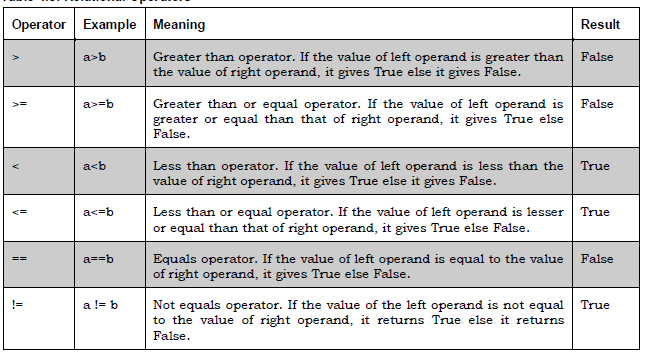 Operator Example Meaning Result
> a>b Greater than operator. If the value of left operand is greater than False
the value of right operand, it gives True else it gives False.
>= a>=b Greater than or equal operator. If the value of left operand is False
greater or equal than that of right operand, it gives True else
False.
< a<b Less than operator. If the value of left operand is less than the True
value of right operand, it gives True else it gives False.
<= a<=b Less than or equal operator. If the value of left operand is lesser True
or equal than that of right operand, it gives True else False.
== a==b Equals operator. If the value of left operand is equal to the value False
of right operand, it gives True else False.
!= a != b Not equals operator. If the value of the left operand is not equal True
to the value of right operand, it returns True else it returns
False.